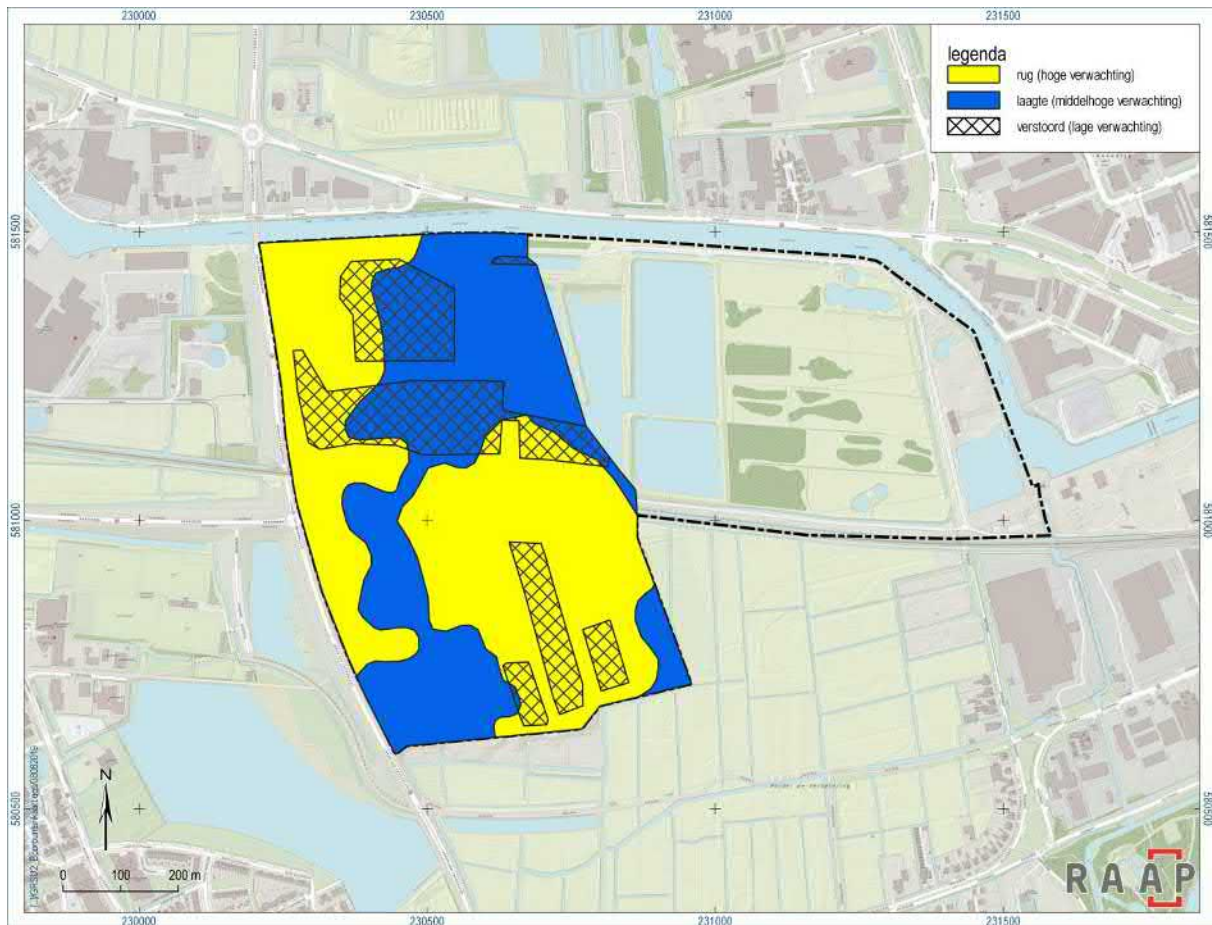 230000 230500 231000 231500
legenda
rug (hoge verwachting)
laagte (middelhoge verwachting)
verstoord (lage verwachting)
581500 581500
581000 581000
580500 580500
N
0 100 200 m
RAAP
230000 230500 231000 231500